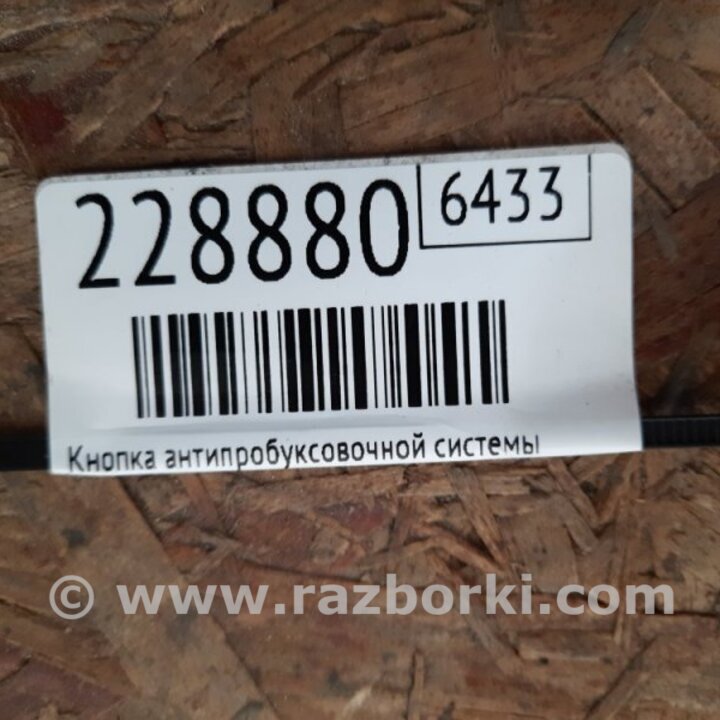 228880 6433
Кнопка антипробуксовочной системы
© www.razborki.com